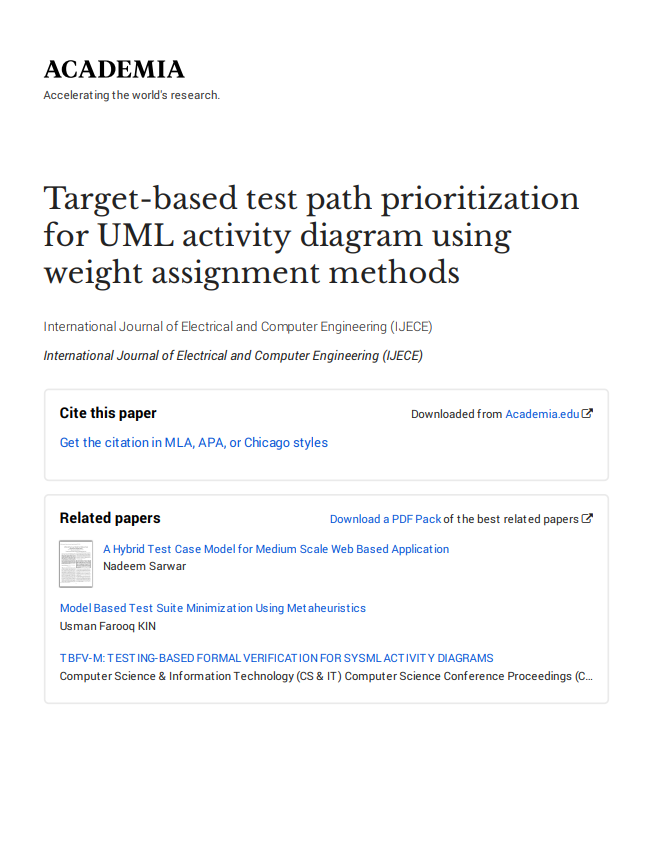 ACADEMIA
Accelerating the world's research.
Target-based test path prioritization
for UML activity diagram using
weight assignment methods
International Journal of Electrical and Computer Engineering (IJECE)
International Journal of Electrical and Computer Engineering (IJECE)
Cite this paper
Downloaded from Academia.edu
Get the citation in MLA, APA, or Chicago styles
Related papers
Download a PDF Pack of the best related papers
A Hybrid Test Case Model for Medium Scale Web Based Application
Nadeem Sarwar
Model Based Test Suite Minimization Using Metaheuristics
Usman Farooq KIN
TBFV-M: TESTING-BASED FORMAL VERIFICATION FOR SYSML ACTIVITY DIAGRAMS
Computer Science & Information Technology (CS & IT) Computer Science Conference Proceedings (C…